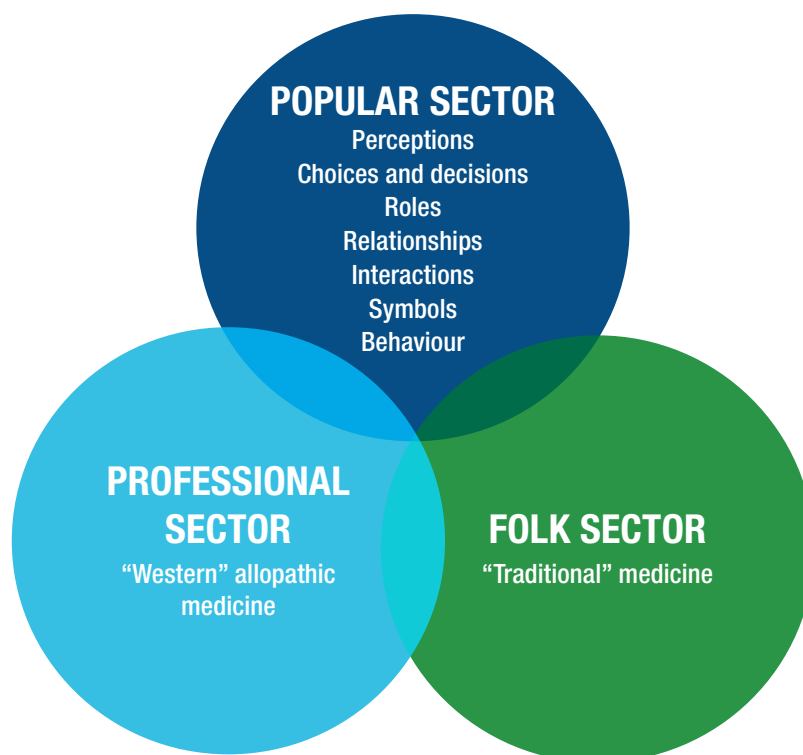 POPULAR SECTOR
Perceptions
Choices and decisions
Roles
Relationships
Interactions
Symbols
Behaviour
PROFESSIONAL
SECTOR
“Western” allopathic
medicine
FOLK SECTOR
“Traditional” medicine